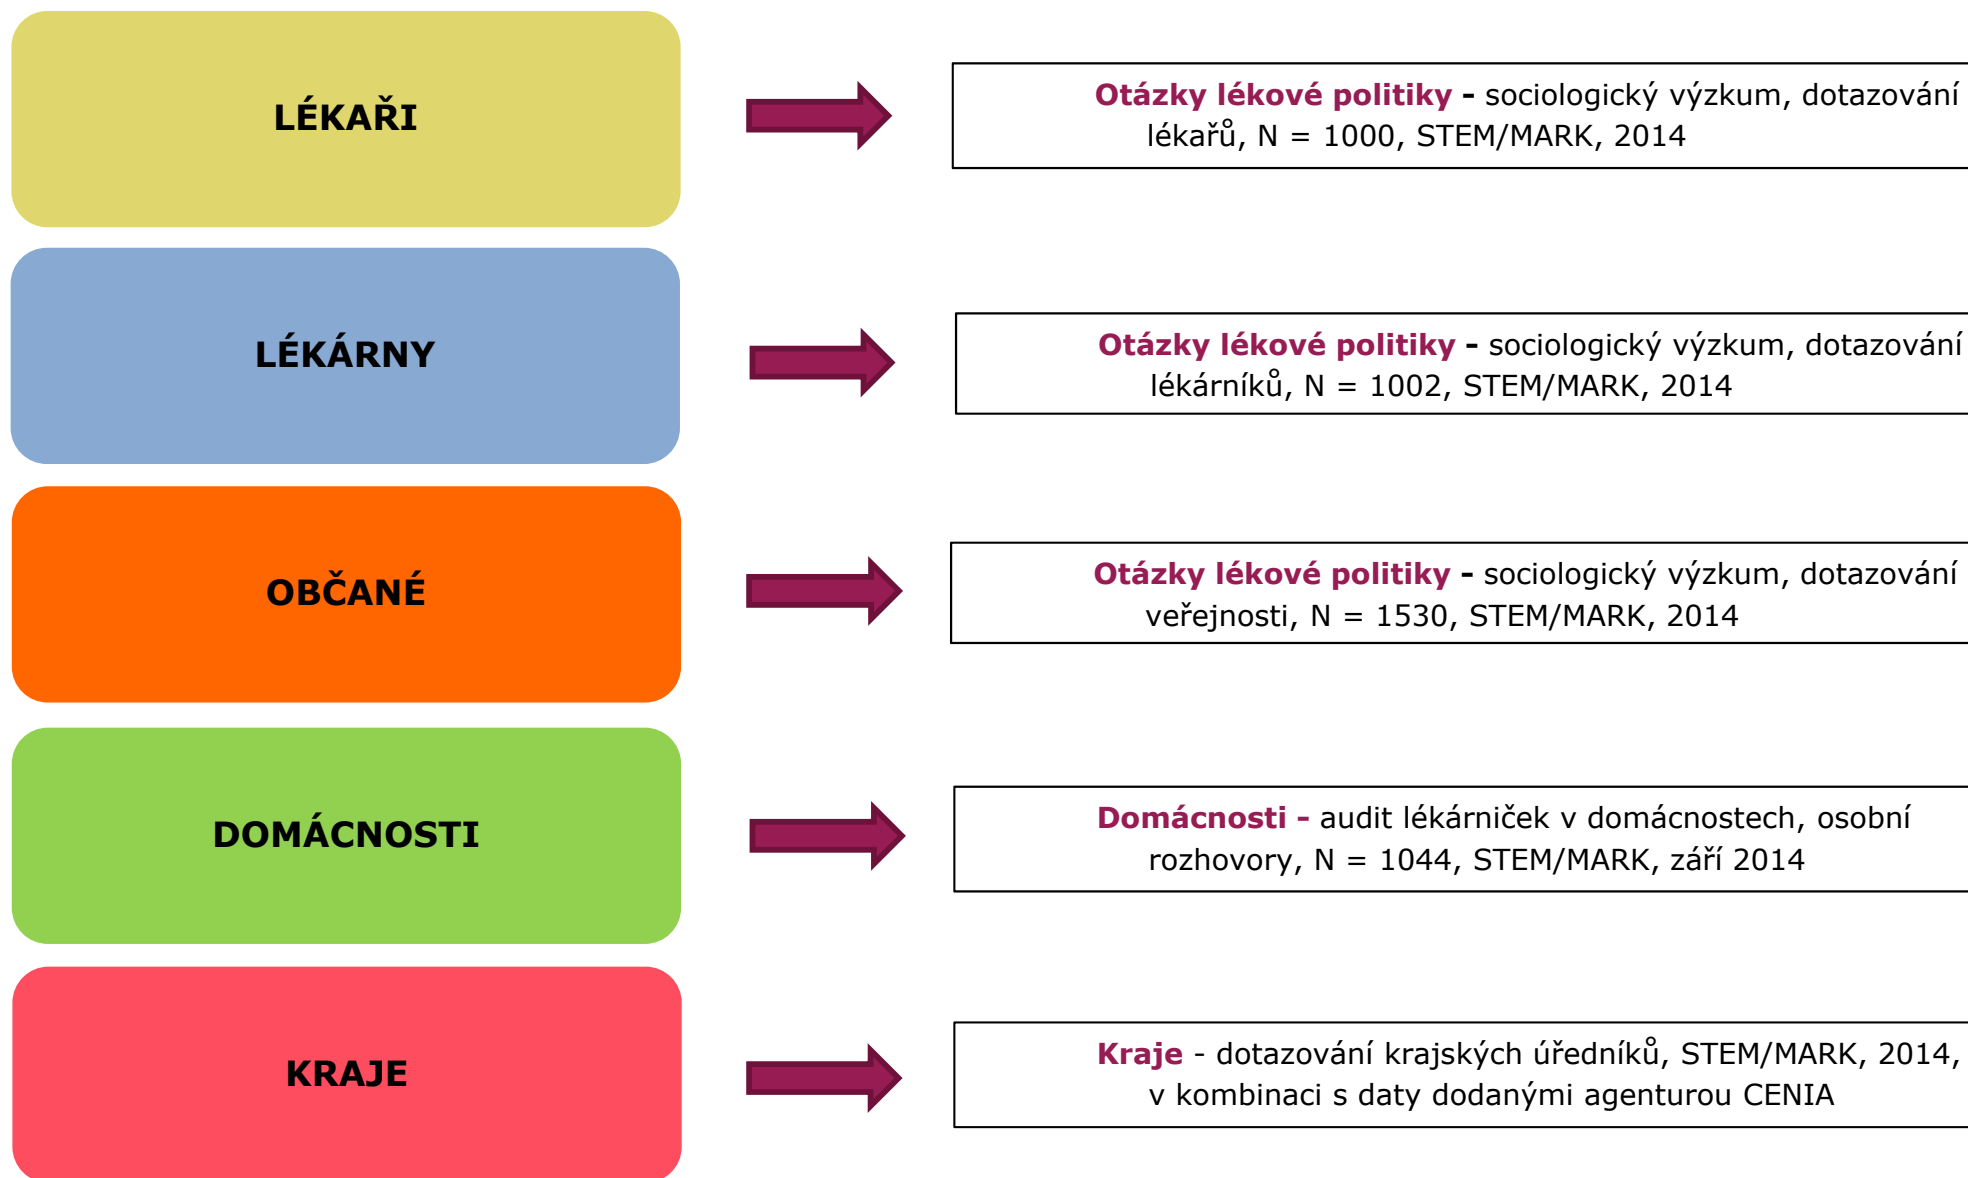 LÉKAŘI
Otázky lékové politiky - sociologický výzkum, dotazování
lékařů, N = 1000, STEM/MARK, 2014
LÉKÁRNY
Otázky lékové politiky - sociologický výzkum, dotazování
lékárníků, N = 1002, STEM/MARK, 2014
OBČANÉ
Otázky lékové politiky - sociologický výzkum, dotazování
veřejnosti, N = 1530, STEM/MARK, 2014
DOMÁCNOSTI
Domácnosti - audit lékárniček v domácnostech, osobní
rozhovory, N = 1044, STEM/MARK, září 2014
KRAJE
Kraje - dotazování krajských úředníků, STEM/MARK, 2014,
v kombinaci s daty dodanými agenturou CENIA